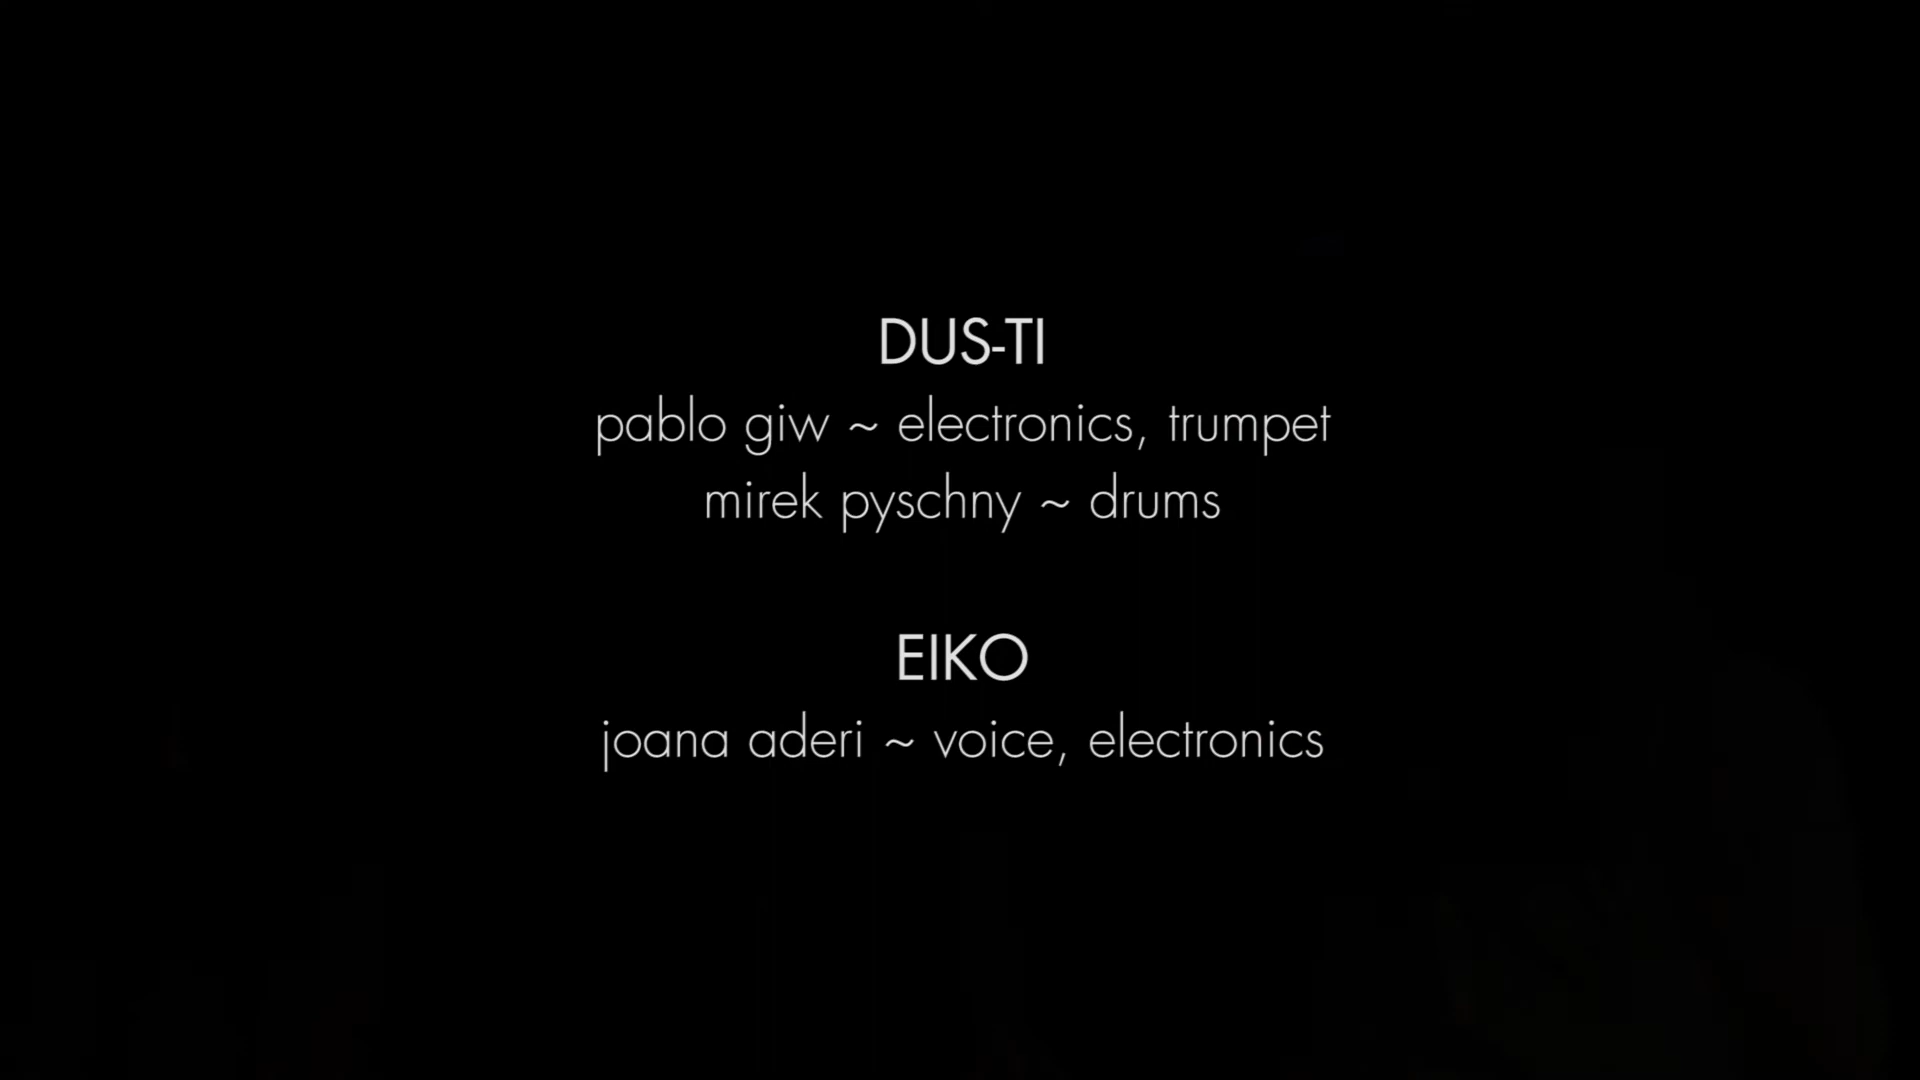 DUS-TI
pablo giw ~ electronics, trumpet
mirek pyschny ~ drums
EIKO
joana aderi ~ voice, electronics